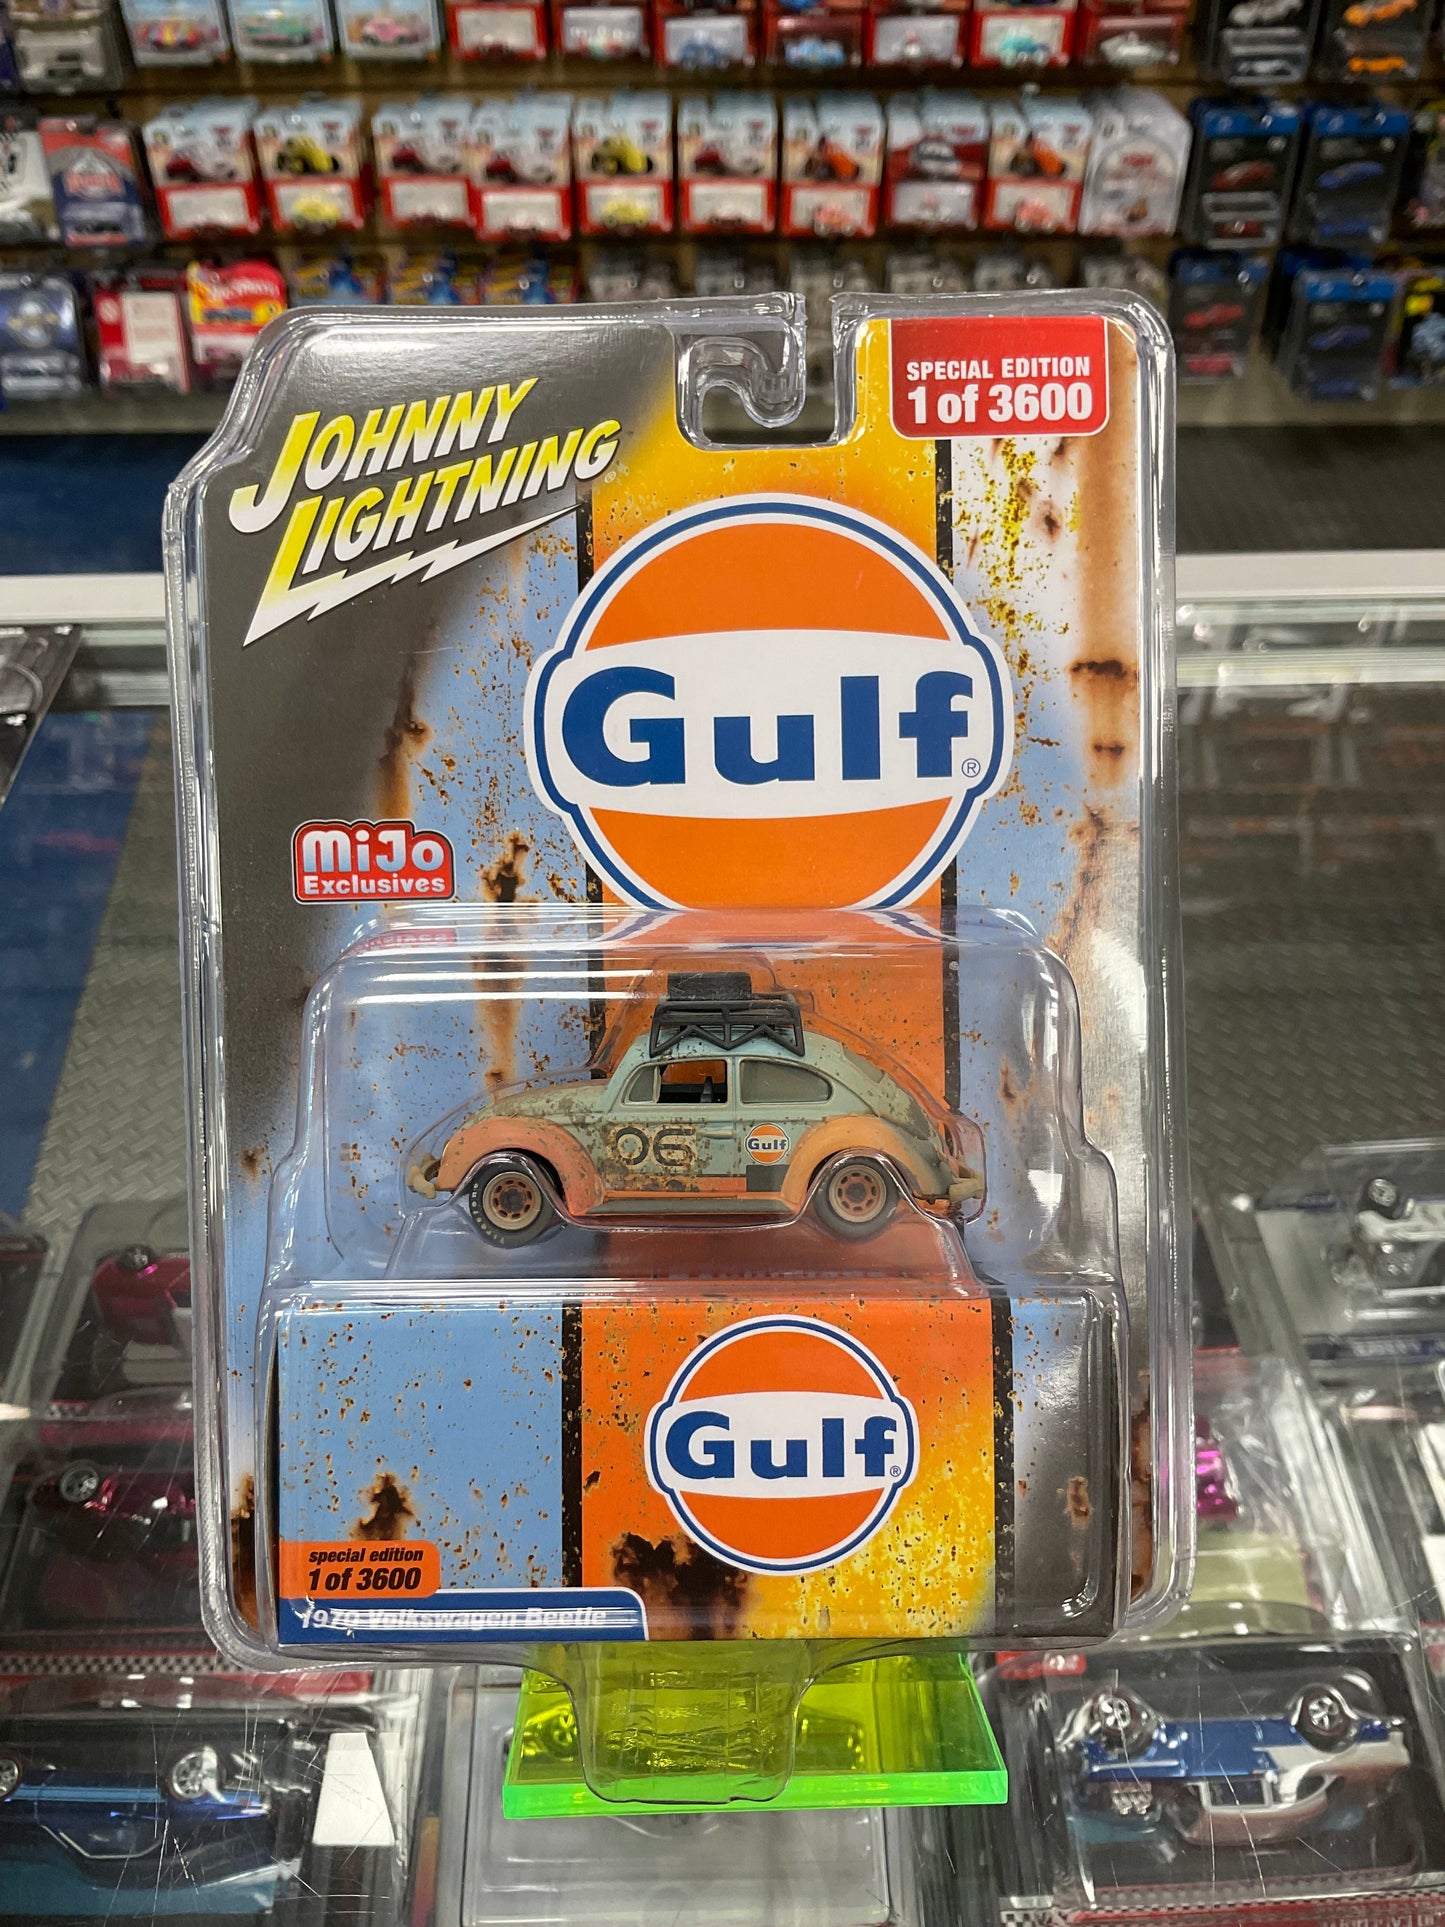 JOHNNY
LIGHTNING
SPECIAL EDITION
1 of 3600
Gulf®
MiJo
Exclusives
06
Gulf
Gulf®
special edition
1 of 3600
1970 Volkswagen Beetle